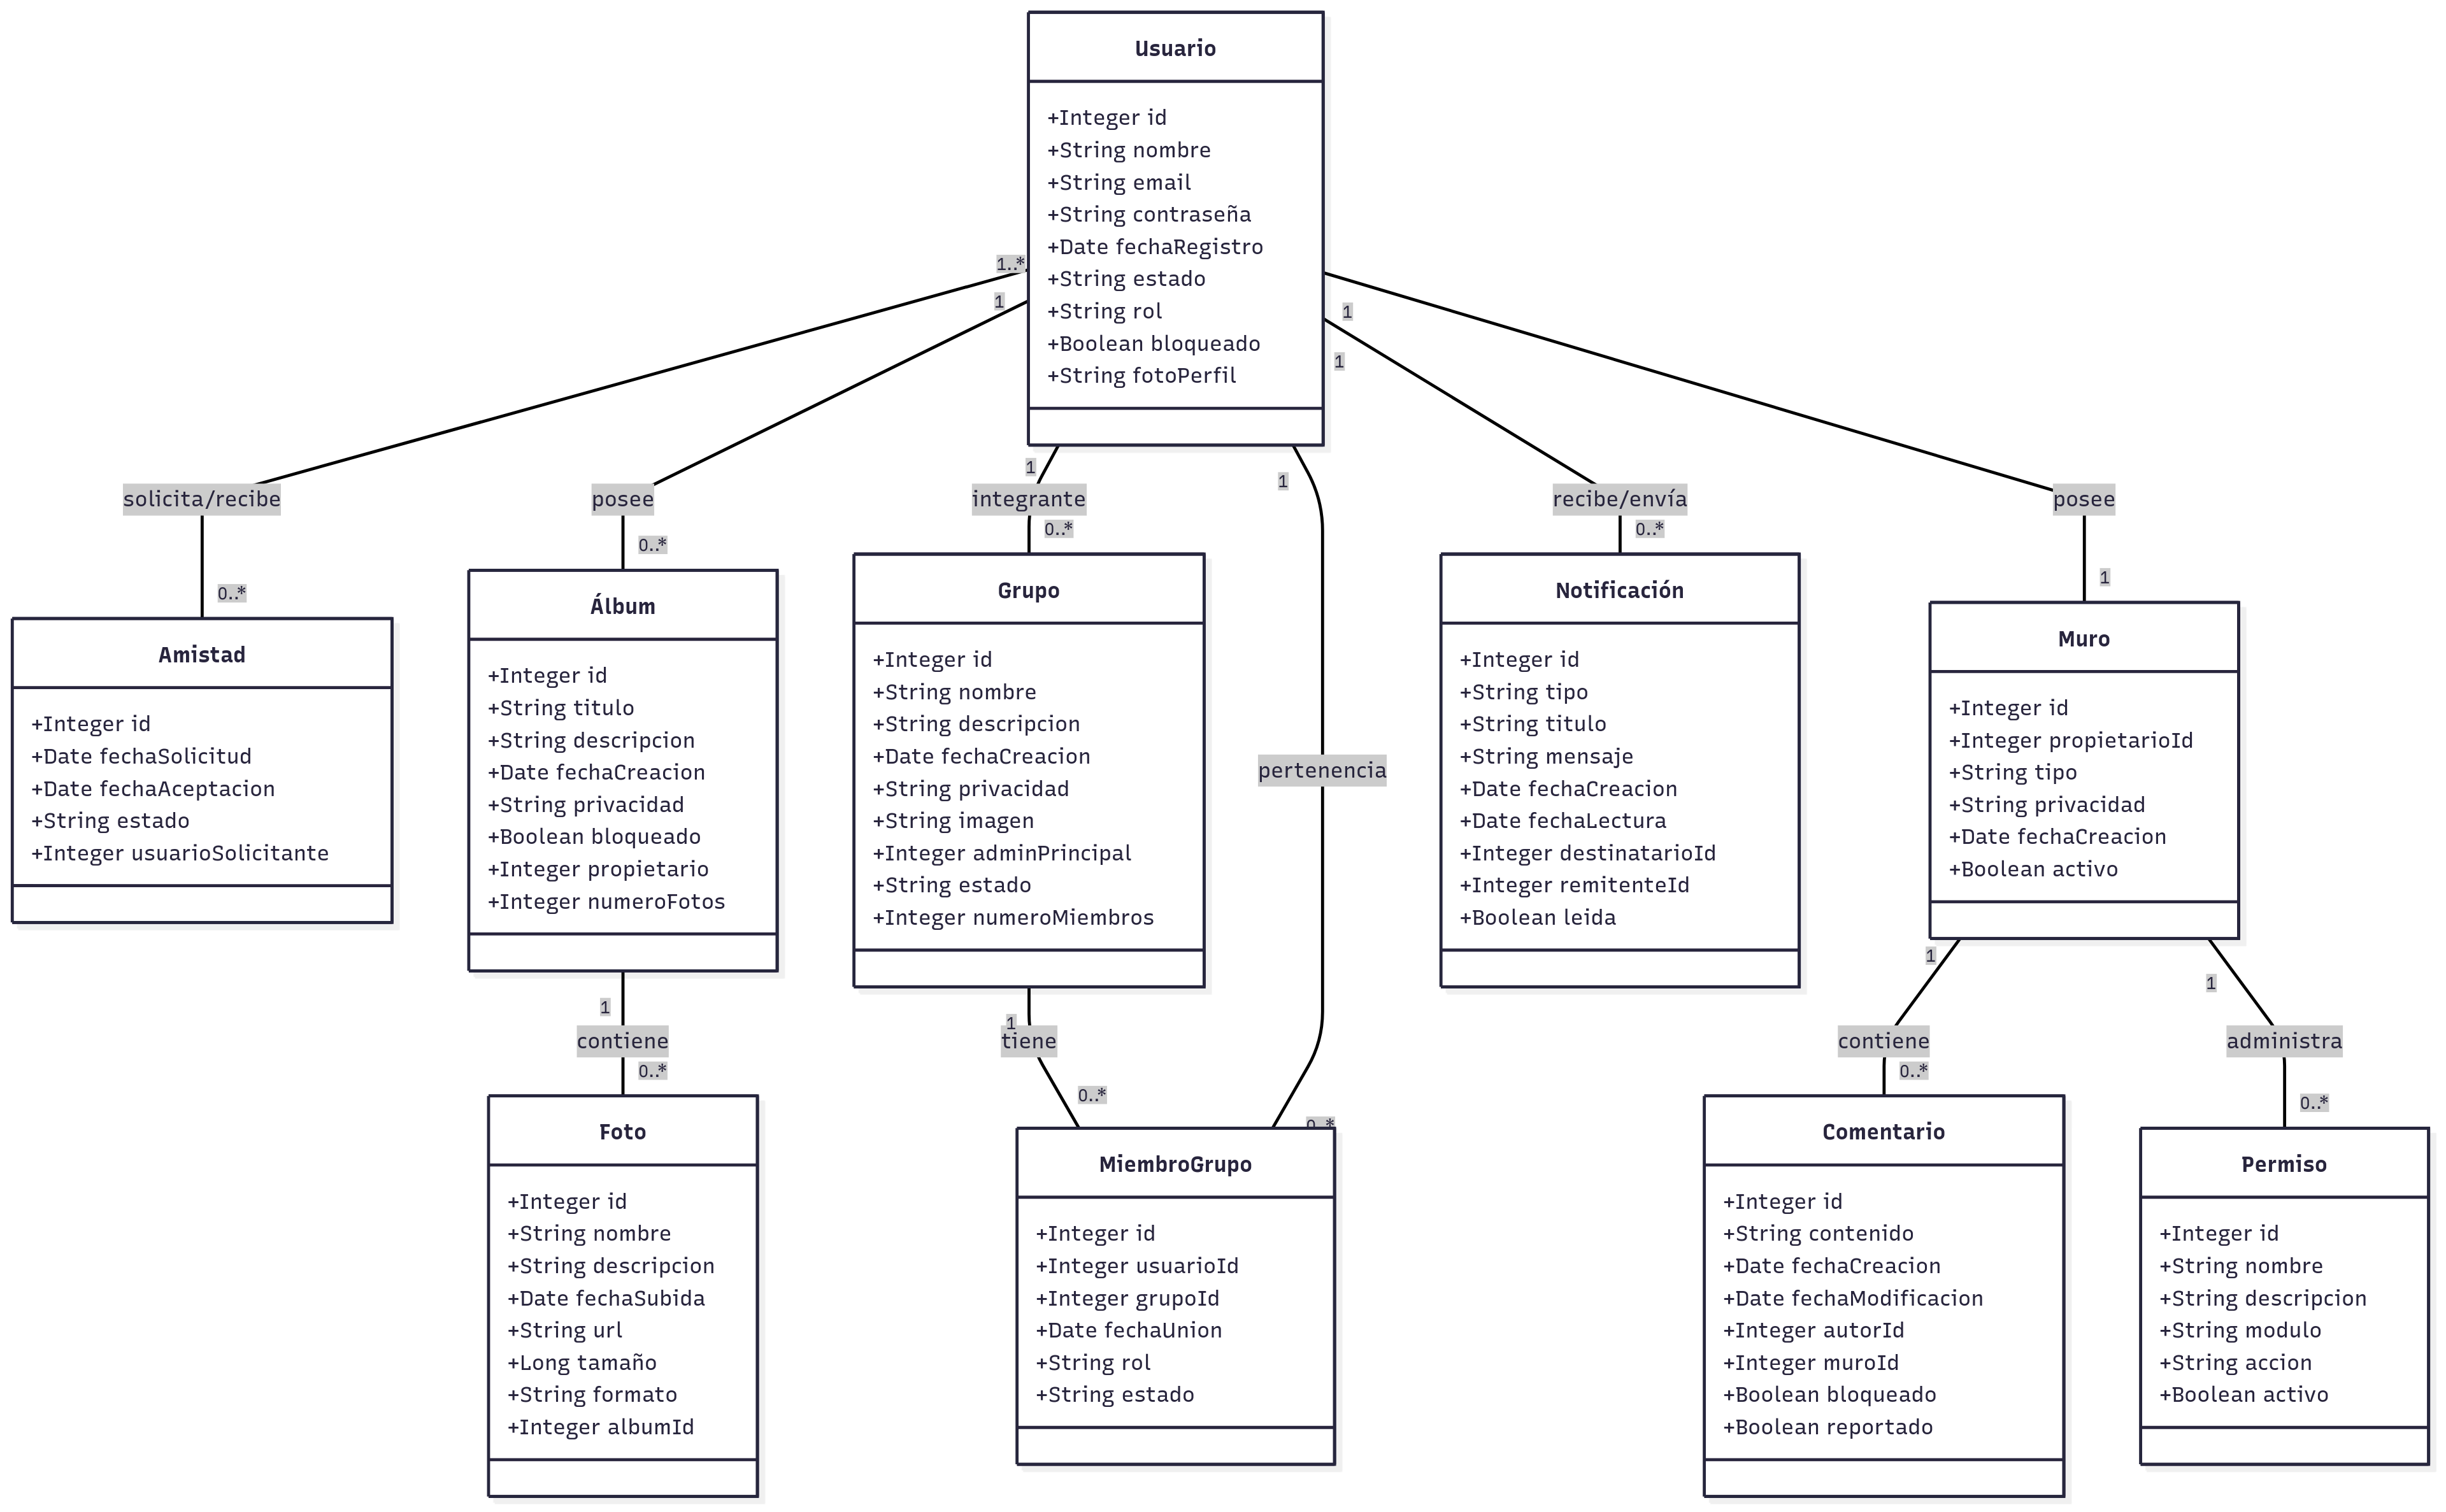 Usuario
+Integer id
+String nombre
+String email
+String contraseña
+Date fechaRegistro
+String estado
+String rol
+Boolean bloqueado
+String fotoPerfil
1..*
1
1
1
1
1
solicita/recibe
posee
integrante
recibe/envía
posee
0..*
0..*
0..*
0..*
1
Amistad
+Integer id
+Date fechaSolicitud
+Date fechaAceptacion
+String estado
+Integer usuarioSolicitante
Álbum
+Integer id
+String titulo
+String descripcion
+Date fechaCreacion
+String privacidad
+Boolean bloqueado
+Integer propietario
+Integer numeroFotos
Grupo
+Integer id
+String nombre
+String descripcion
+Date fechaCreacion
+String privacidad
+String imagen
+Integer adminPrincipal
+String estado
+Integer numeroMiembros
pertenencia
Notificación
+Integer id
+String tipo
+String titulo
+String mensaje
+Date fechaCreacion
+Date fechaLectura
+Integer destinatarioId
+Integer remitenteId
+Boolean leida
Muro
+Integer id
+Integer propietarioId
+String tipo
+String privacidad
+Date fechaCreacion
+Boolean activo
1
contiene
0..*
1
tiene
0..*
0..*
1
contiene
0..*
1
administra
0..*
Foto
+Integer id
+String nombre
+String descripcion
+Date fechaSubida
+String url
+Long tamaño
+String formato
+Integer albumId
MiembroGrupo
+Integer id
+Integer usuarioId
+Integer grupoId
+Date fechaUnion
+String rol
+String estado
Comentario
+Integer id
+String contenido
+Date fechaCreacion
+Date fechaModificacion
+Integer autorId
+Integer muroId
+Boolean bloqueado
+Boolean reportado
Permiso
+Integer id
+String nombre
+String descripcion
+String modulo
+String accion
+Boolean activo